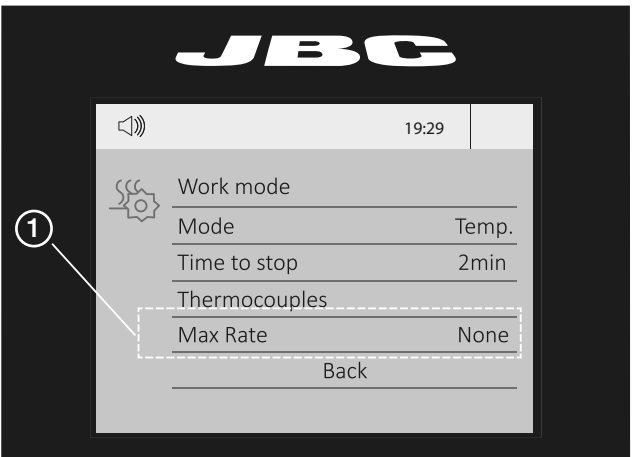 JBC
19:29
Work mode
Mode Temp.
Time to stop 2min
Thermocouples
1
Max Rate None
Back